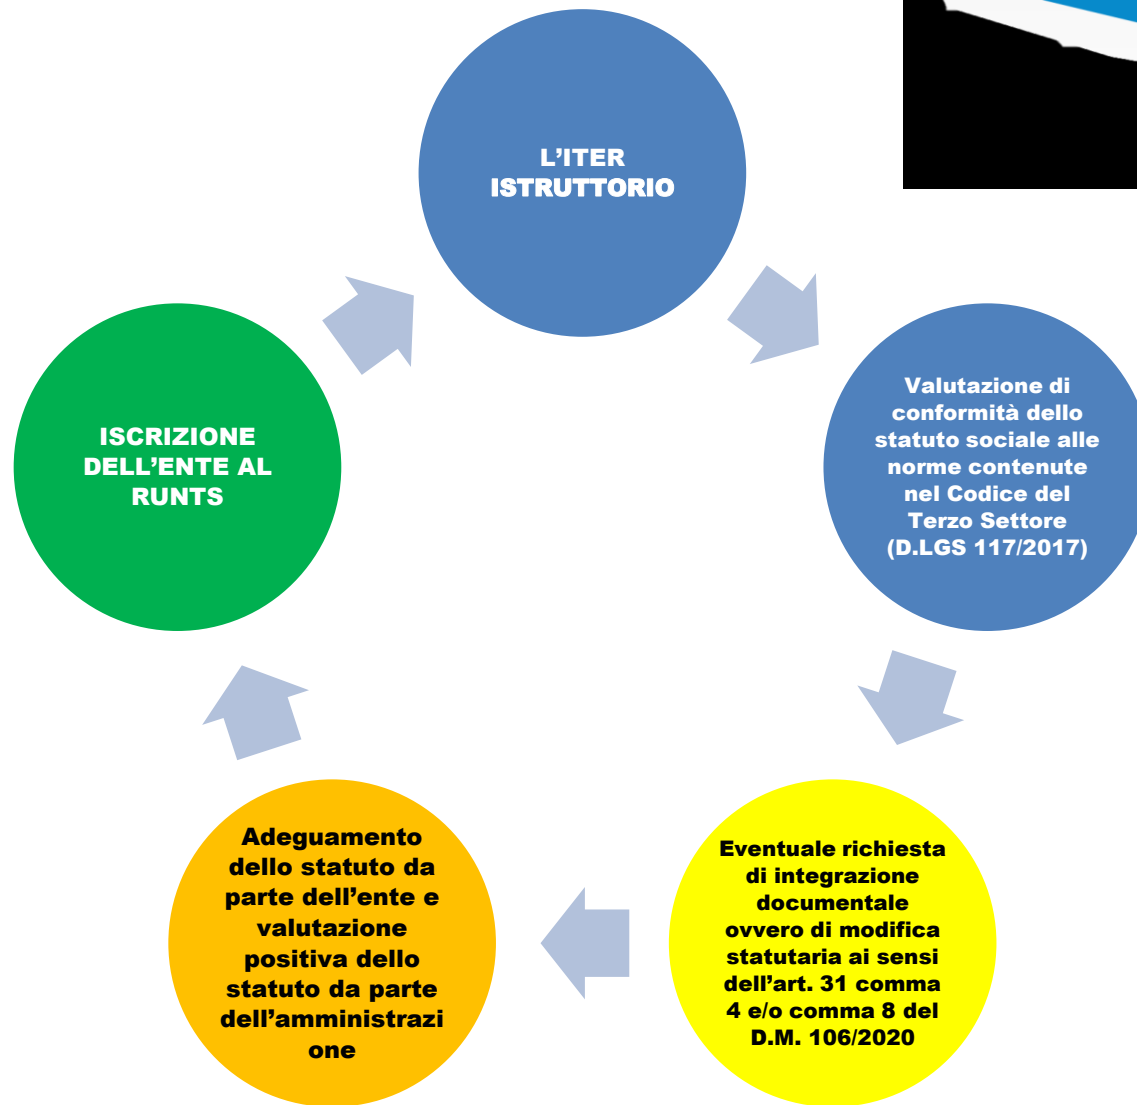 L’ITER
ISTRUTTORIO
Valutazione di
conformità dello
statuto sociale alle
norme contenute
nel Codice del
Terzo Settore
(D.LGS 117/2017)
Eventuale richiesta
di integrazione
documentale
ovvero di modifica
statutaria ai sensi
dell’art. 31 comma
4 e/o comma 8 del
D.M. 106/2020
Adeguamento
dello statuto da
parte dell’ente e
valutazione
positiva dello
statuto da parte
dell’amministrazi
one
ISCRIZIONE
DELL’ENTE AL
RUNTS